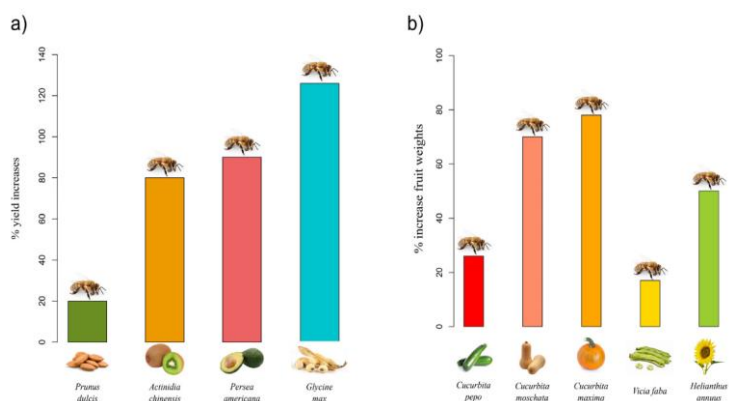 a)
% yield increases
140
120
100
80
60
40
20
0
Prunus
dulcis
Actinidia
chinensis
Persea
americana
Glycine
max
b)
% increase fruit weights
100
80
60
40
20
0
Cucurbita
pepo
Cucurbita
moschata
Cucurbita
maxima
Vicia faba
Helianthus
annuus